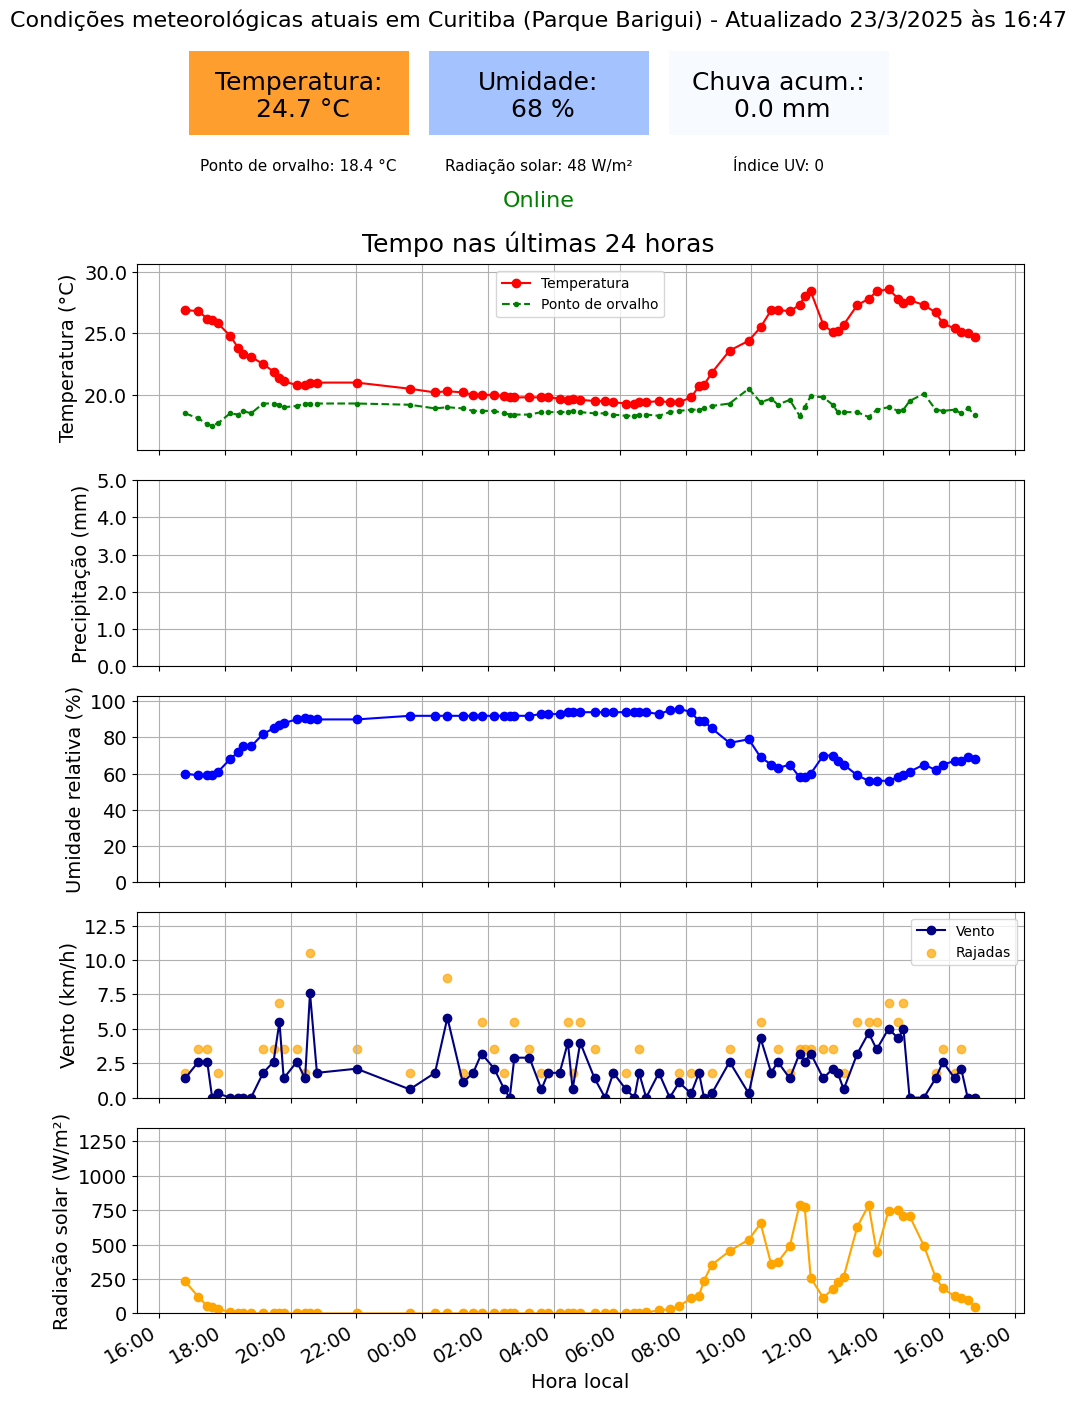 Condições meteorológicas atuais em Curitiba (Parque Barigui) - Atualizado 23/3/2025 às 16:47
Temperatura:
24.7 °C
Umidade:
68 %
Chuva acum.:
0.0 mm
Ponto de orvalho: 18.4 °C
Radiação solar: 48 W/m²
Índice UV: 0
Online
Tempo nas últimas 24 horas
Temperatura (°C)
30.0
25.0
20.0
Temperatura
Ponto de orvalho
Precipitação (mm)
5.0
4.0
3.0
2.0
1.0
0.0
Umidade relativa (%)
100
80
60
40
20
0
Vento (km/h)
12.5
10.0
7.5
5.0
2.5
0.0
Vento
Rajadas
Radiação solar (W/m²)
1250
1000
750
500
250
0
16:00
18:00
20:00
22:00
00:00
02:00
04:00
06:00
08:00
10:00
12:00
14:00
16:00
18:00
Hora local